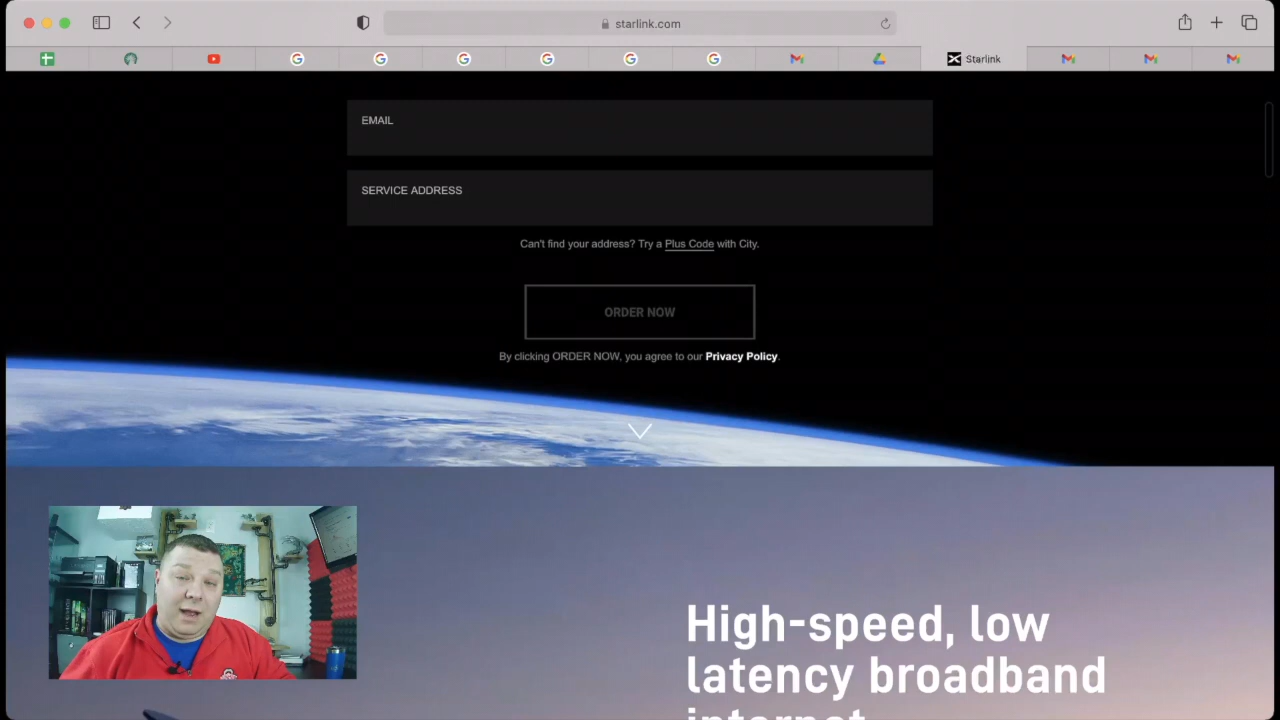 starlink.com
Starlink
EMAIL
SERVICE ADDRESS
Can't find your address? Try a Plus Code with City.
ORDER NOW
By clicking ORDER NOW, you agree to our Privacy Policy.
High-speed, low
latency broadband
internet